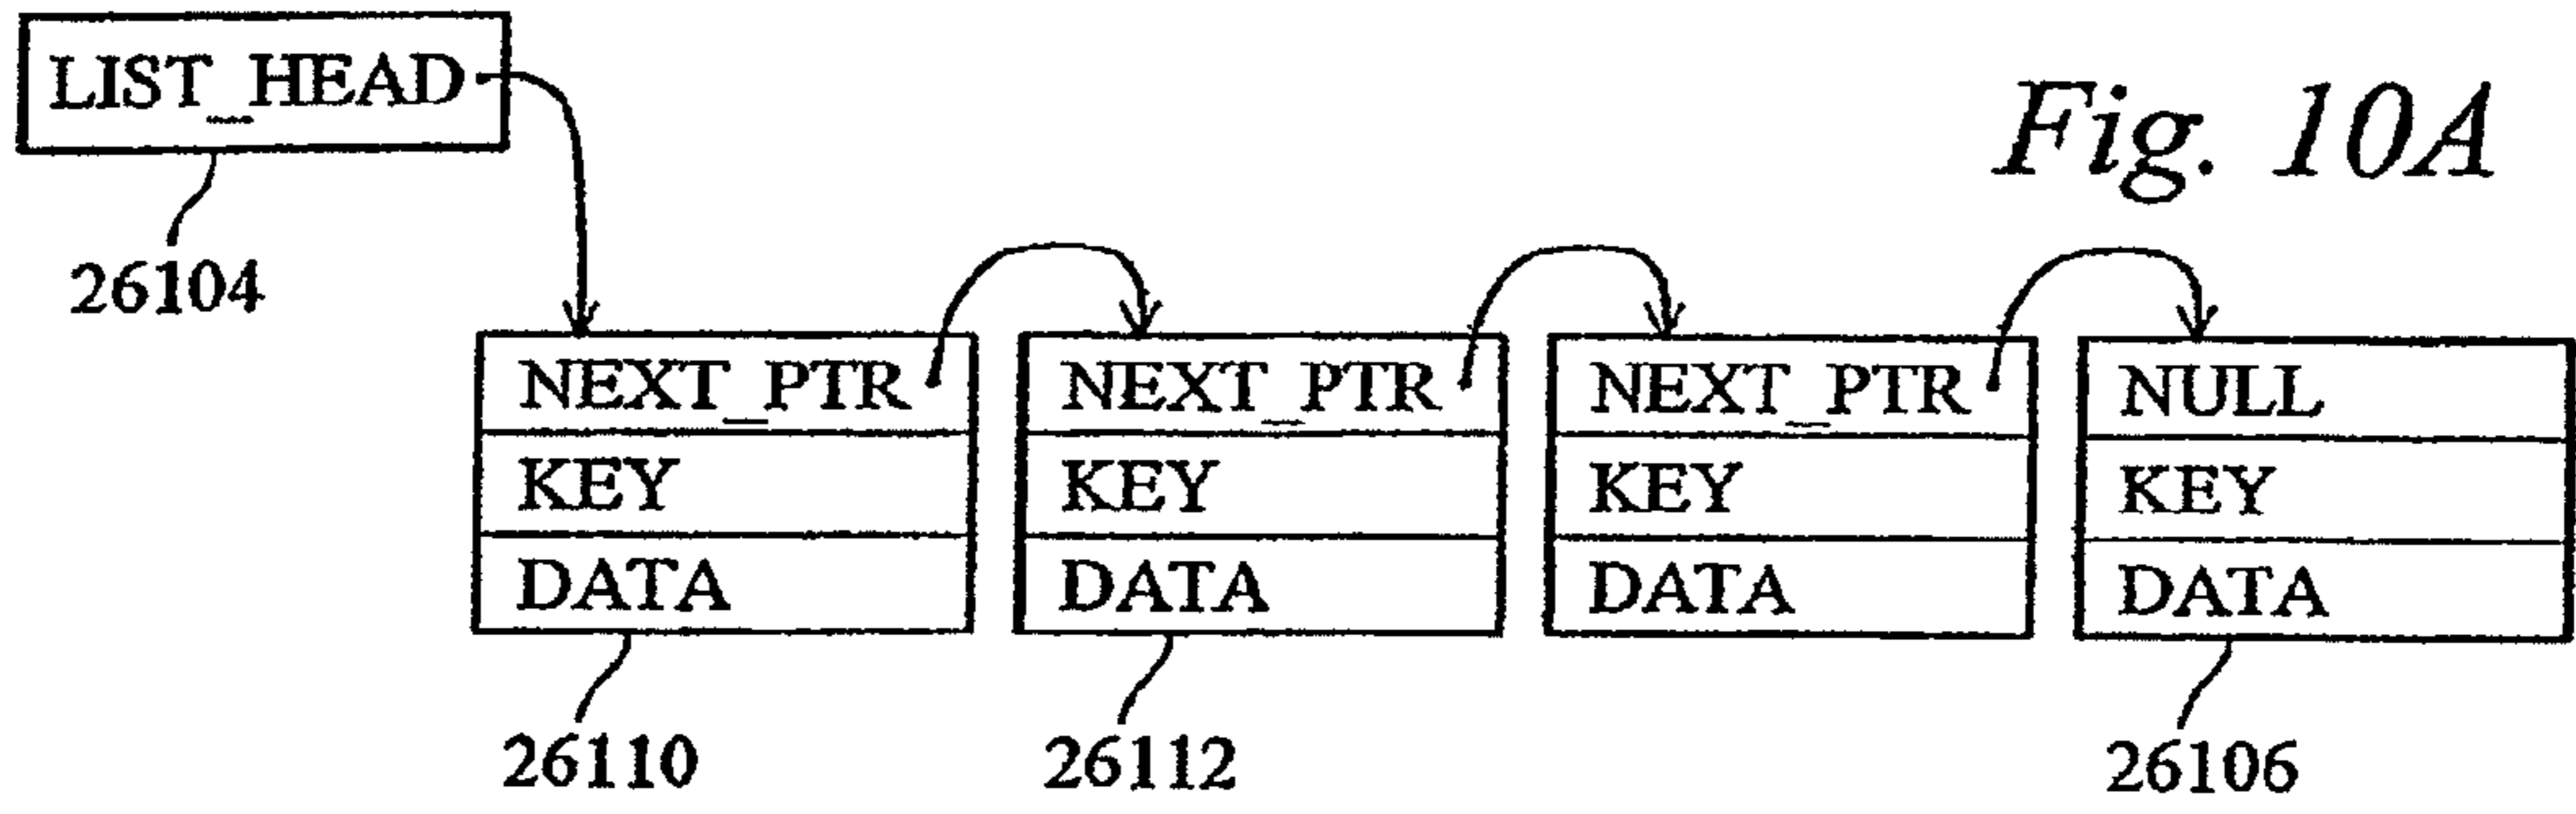 LIST_HEAD
Fig. 10A
26104
NEXT_PTR NEXT_PTR NEXT_PTR NULL
KEY KEY KEY KEY
DATA DATA DATA DATA
26110 26112 26106